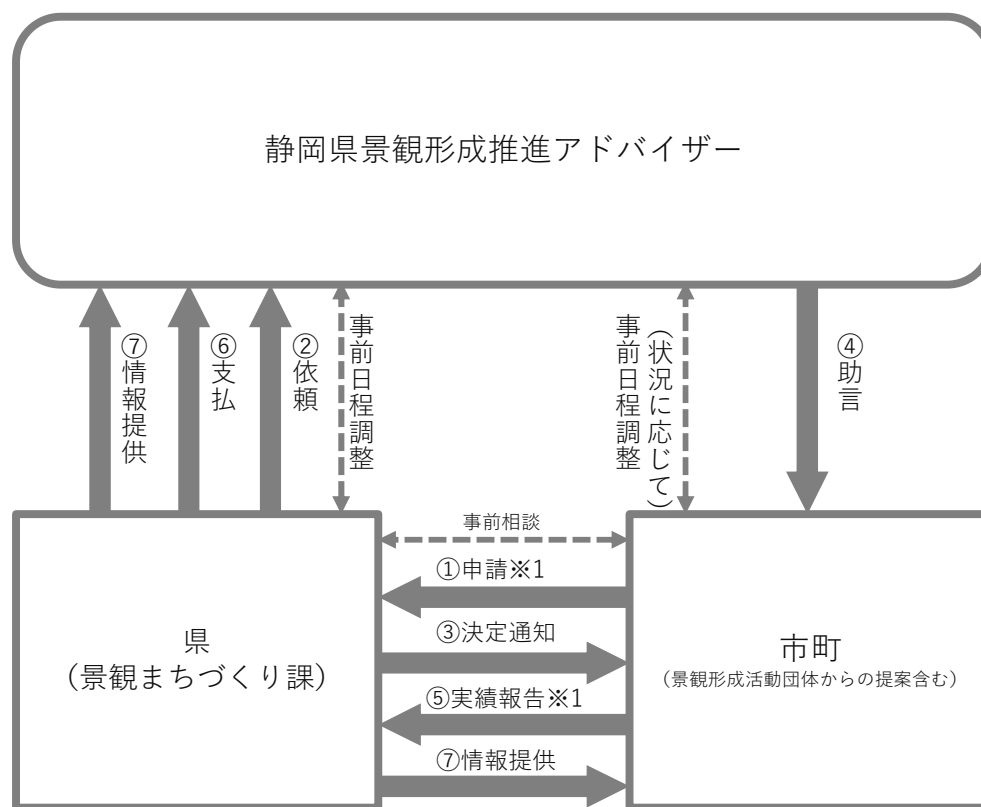 静岡県景観形成推進アドバイザー
⑦情報提供
⑥支払
②依頼
事前日程調整
(状況に応じて)
事前日程調整
④助言
事前相談
①申請※1
③決定通知
⑤実績報告※1
⑦情報提供
県
(景観まちづくり課)
市町
(景観形成活動団体からの提案含む)